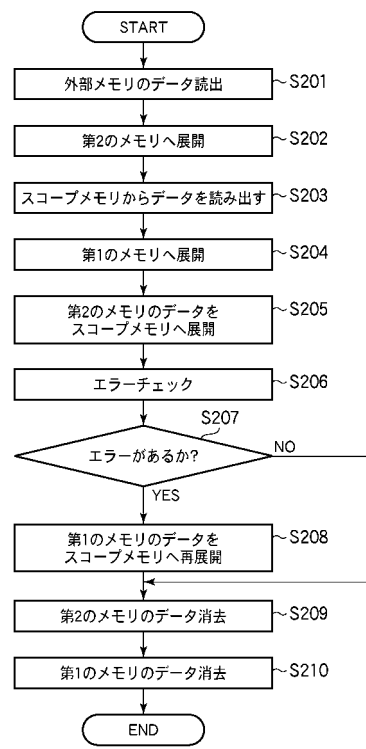 START
外部メモリのデータ読出
S201
第2のメモリへ展開
S202
スコープメモリからデータを読み出す
S203
第1のメモリへ展開
S204
第2のメモリのデータを
スコープメモリへ展開
S205
エラーチェック
S206
S207
エラーがあるか?
NO
YES
第1のメモリのデータを
スコープメモリへ再展開
S208
第2のメモリのデータ消去
S209
第1のメモリのデータ消去
S210
END